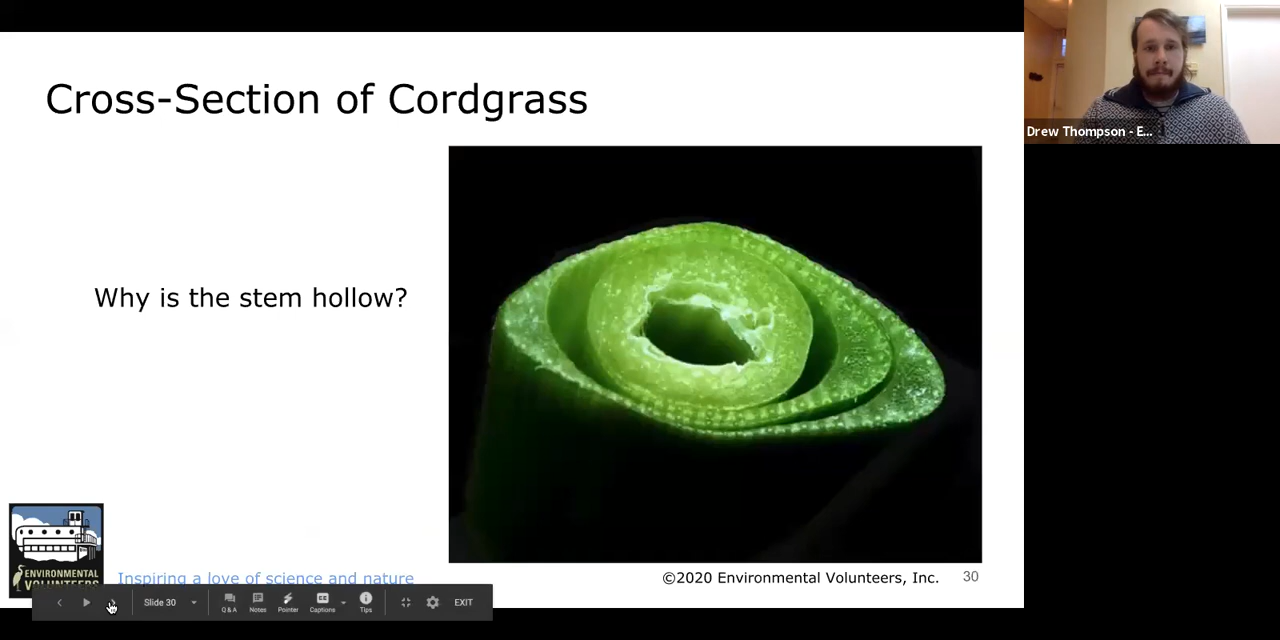 Cross-Section of Cordgrass
Drew Thompson - E...
Why is the stem hollow?
ENVIRONMENTAL
VOLUNTEERS
Inspiring a love of science and nature
©2020 Environmental Volunteers, Inc. 30
Slide 30
Q & A
Notes
Pointer
CC
Captions
Tips
EXIT